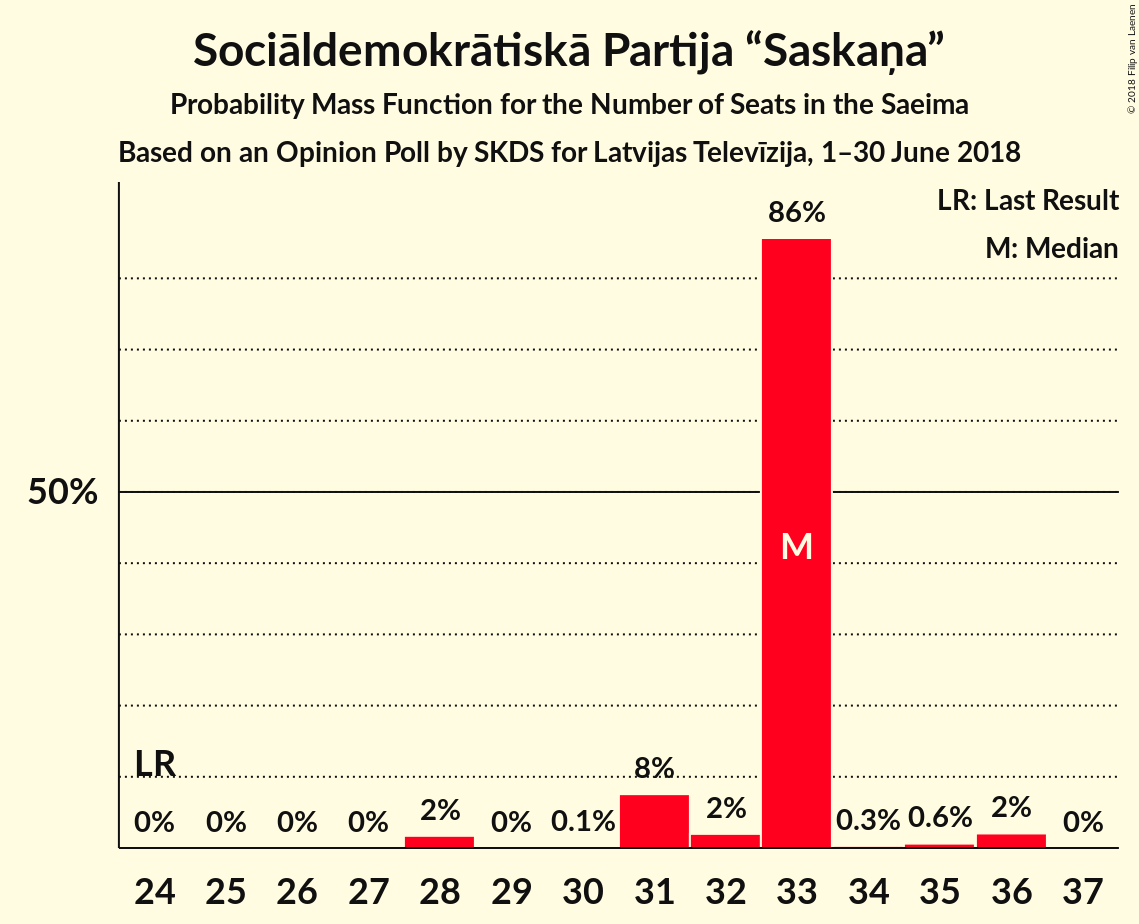 Sociāldemokrātiskā Partija “Saskaņa”
Probability Mass Function for the Number of Seats in the Saeima
Based on an Opinion Poll by SKDS for Latvijas Televīzija, 1–30 June 2018
© 2018 Filip van Laenen
LR: Last Result
M: Median
86%
50%
M
LR
0% 0% 0% 0% 2% 0% 0.1% 8% 2% 0.3% 0.6% 2% 0%
24 25 26 27 28 29 30 31 32 33 34 35 36 37